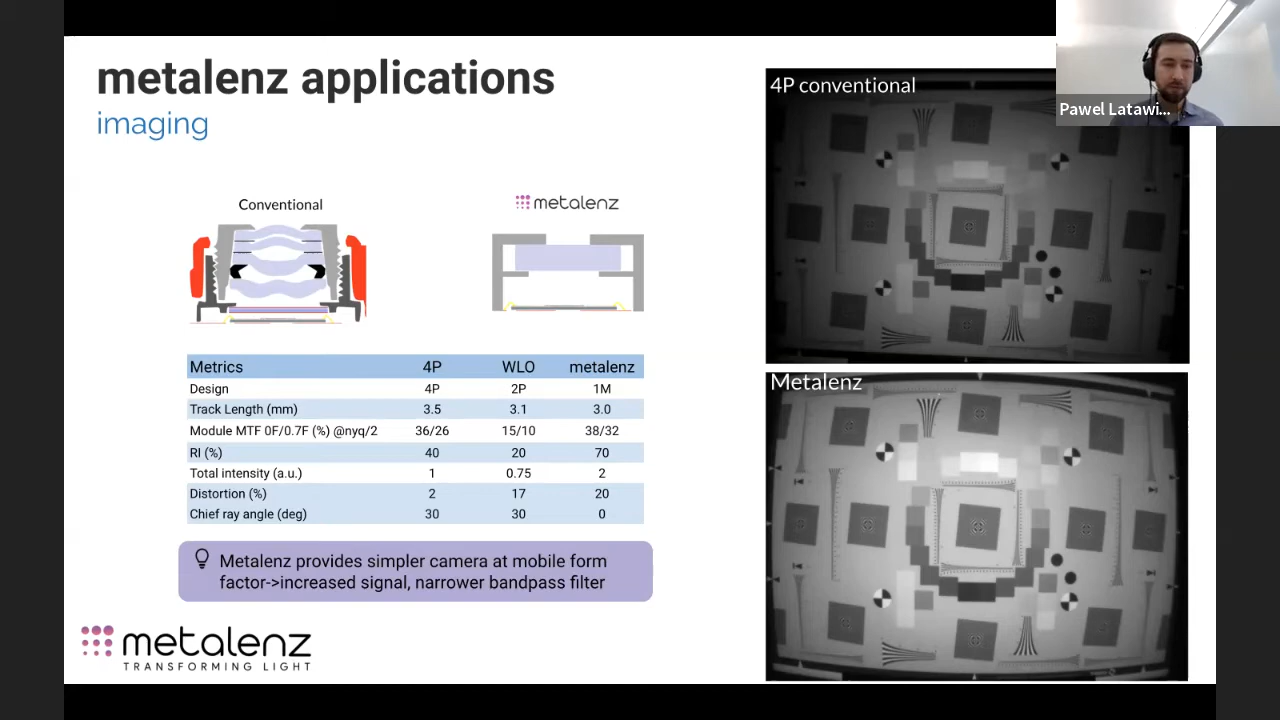 metalenz applications
imaging
Conventional
metalenz
Metrics 4P WLO metalenz
Design 4P 2P 1M
Track Length (mm) 3.5 3.1 3.0
Module MTF 0F/0.7F (%) @nyq/2 36/26 15/10 38/32
RI (%) 40 20 70
Total intensity (a.u.) 1 0.75 2
Distortion (%) 2 17 20
Chief ray angle (deg) 30 30 0
Metalenz provides simpler camera at mobile form
factor->increased signal, narrower bandpass filter
metalenz
TRANSFORMING LIGHT
4P conventional
Metalenz
Pawel Latawi...